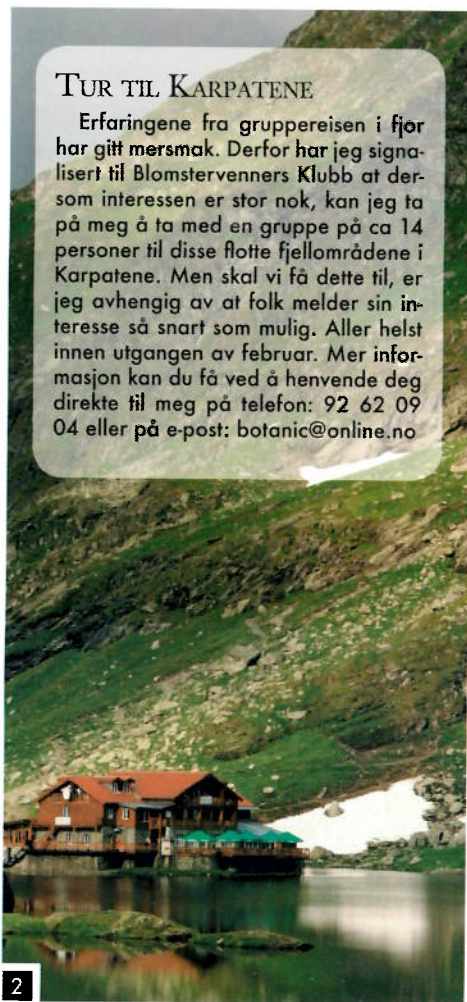 TUR TIL KARPATENE
Erfaringene fra gruppereisen i fjor
har gitt mersmak. Derfor har jeg signa-
lisert til Blomstervenners Klubb at der-
som interessen er stor nok, kan jeg ta
på meg å ta med en gruppe på ca 14
personer til disse flotte fjellområdene i
Karpatene. Men skal vi få dette til, er
jeg avhengig av at folk melder sin in-
teresse så snart som mulig. Aller helst
innen utgangen av februar. Mer infor-
masjon kan du få ved å henvende deg
direkte til meg på telefon: 92 62 09
04 eller på e-post: botanic@online.no
2